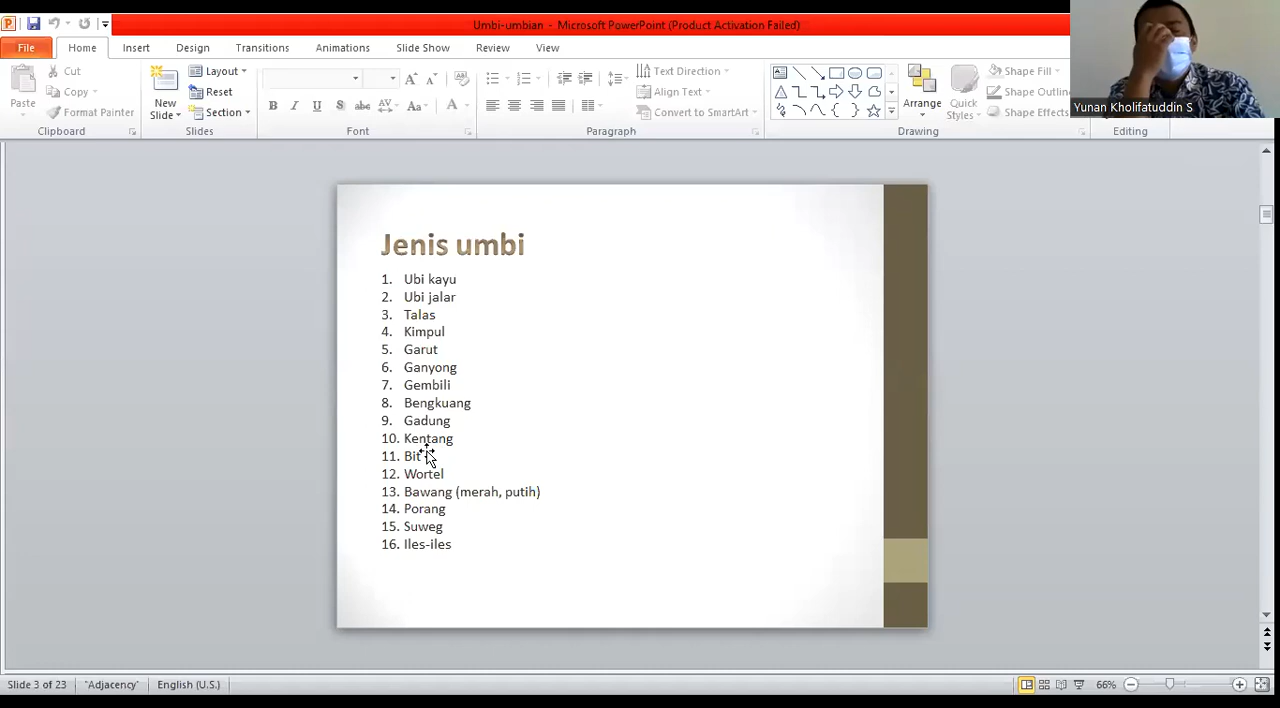 Umbi-umbian - Microsoft PowerPoint (Product Activation Failed)
File Home Insert Design Transitions Animations Slide Show Review View
Paste
Cut
Copy
Format Painter
Clipboard
New Slide
Layout
Reset
Section
Slides
B I U S abc AV Aa A
Font
Paragraph
Text Direction
Align Text
Convert to SmartArt
Arrange
Quick Styles
Shape Fill
Shape Outlin
Shape Effects
Drawing
Editing
Yunan Kholifatuddin S
Jenis umbi
1. Ubi kayu
2. Ubi jalar
3. Talas
4. Kimpul
5. Garut
6. Ganyong
7. Gembili
8. Bengkuang
9. Gadung
10. Kentang
11. Bit
12. Wortel
13. Bawang (merah, putih)
14. Porang
15. Suweg
16. Iles-iles
Slide 3 of 23 "Adjacency" English (U.S.) 66%